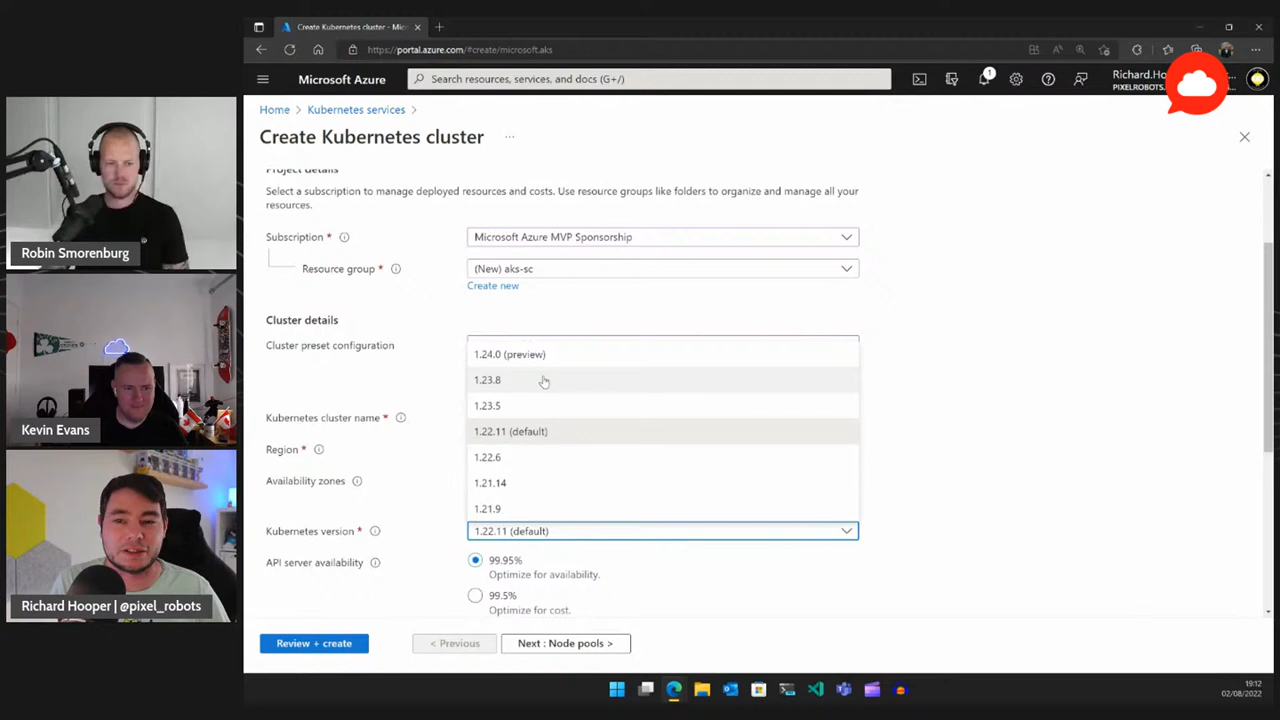 Create Kubernetes cluster - Mic
https://portal.azure.com/#create/microsoft.aks
Microsoft Azure
Search resources, services, and docs (G+/)
1
Richard.Ho
PIXELROBOTS.
Home > Kubernetes services >
Create Kubernetes cluster
Project details
Select a subscription to manage deployed resources and costs. Use resource groups like folders to organize and manage all your
resources.
Subscription *
Microsoft Azure MVP Sponsorship
Resource group *
(New) aks-sc
Create new
Cluster details
Cluster preset configuration
1.24.0 (preview)
1.23.8
1.23.5
Kubernetes cluster name *
1.22.11 (default)
Region
1.22.6
Availability zones
1.21.14
1.21.9
Kubernetes version *
1.22.11 (default)
API server availability
99.95%
Optimize for availability.
99.5%
Optimize for cost.
Review + create
< Previous
Next : Node pools >
19:12
02/08/2022
Robin Smorenburg
Kevin Evans
Richard Hooper | @pixel_robots